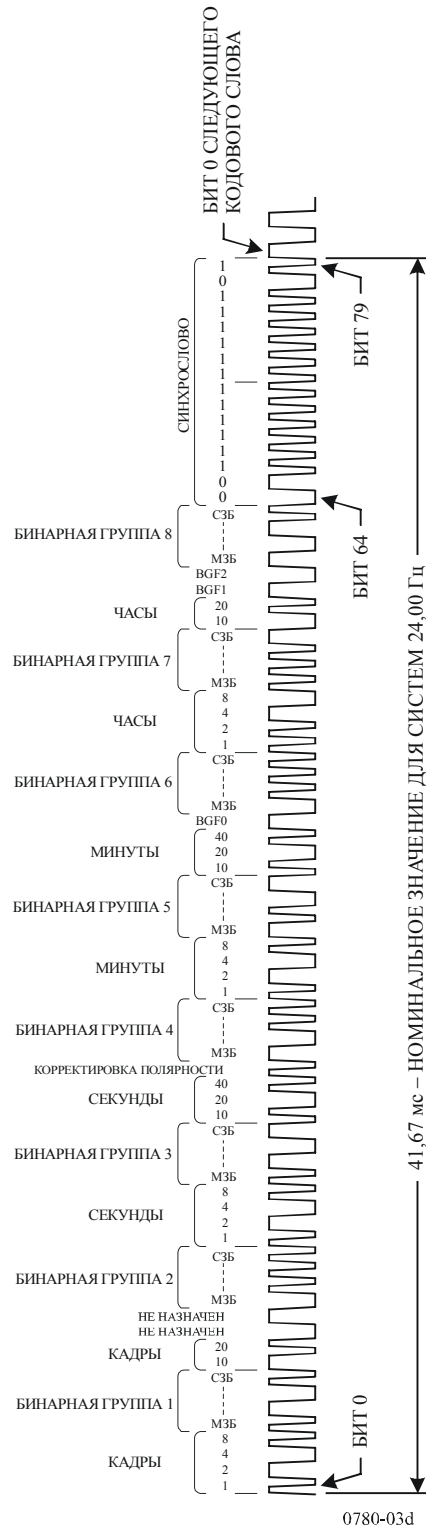 БИТ 0 СЛЕДУЮЩЕГО
КОДОВОГО СЛОВА
СИНХРОСЛОВО
1
0
1
1
1
1
1
1
1
1
1
1
1
1
0
0
БИТ 79
БИТ 64
БИНАРНАЯ ГРУППА 8
СЗБ
МЗБ
BGF2
BGF1
ЧАСЫ
20
10
БИНАРНАЯ ГРУППА 7
СЗБ
МЗБ
ЧАСЫ
8
4
2
1
БИНАРНАЯ ГРУППА 6
СЗБ
МЗБ
BGF0
МИНУТЫ
40
20
10
БИНАРНАЯ ГРУППА 5
СЗБ
МЗБ
МИНУТЫ
8
4
2
1
БИНАРНАЯ ГРУППА 4
СЗБ
МЗБ
КОРРЕКТИРОВКА ПОЛЯРНОСТИ
СЕКУНДЫ
40
20
10
БИНАРНАЯ ГРУППА 3
СЗБ
МЗБ
СЕКУНДЫ
8
4
2
1
БИНАРНАЯ ГРУППА 2
СЗБ
МЗБ
НЕ НАЗНАЧЕН
НЕ НАЗНАЧЕН
КАДРЫ
20
10
БИНАРНАЯ ГРУППА 1
СЗБ
МЗБ
КАДРЫ
8
4
2
1
БИТ 0
41,67 мс – НОМИНАЛЬНОЕ ЗНАЧЕНИЕ ДЛЯ СИСТЕМ 24,00 Гц
0780-03d